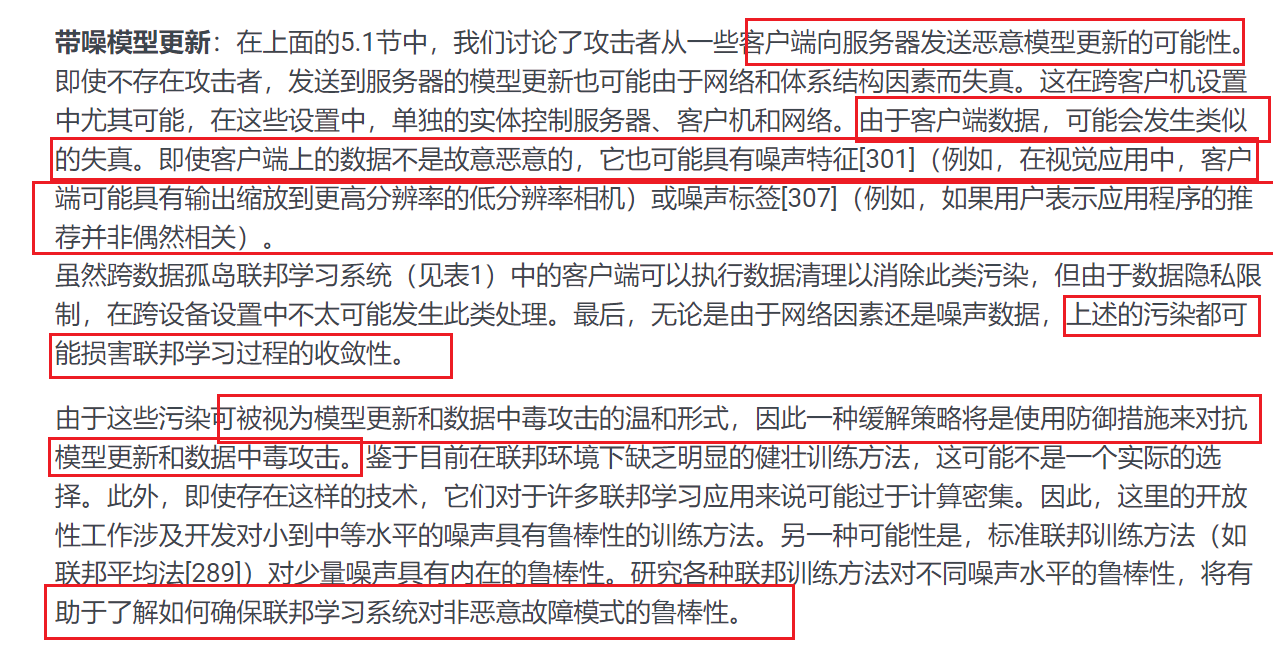 带噪模型更新：在上面的5.1节中，我们讨论了攻击者从一些客户端向服务器发送恶意模型更新的可能性。
即使不存在攻击者，发送到服务器的模型更新也可能由于网络和体系结构因素而失真。这在跨客户机设置
中尤其可能，在这些设置中，单独的实体控制服务器、客户机和网络。由于客户端数据，可能会发生类似
的失真。即使客户端上的数据不是故意恶意的，它也可能具有噪声特征[301]（例如，在视觉应用中，客户
端可能具有输出缩放到更高分辨率的低分辨率相机）或噪声标签[307]（例如，如果用户表示应用程序的推
荐并非偶然相关）。
虽然跨数据孤岛联邦学习系统（见表1）中的客户端可以执行数据清理以消除此类污染，但由于数据隐私限
制，在跨设备设置中不太可能发生此类处理。最后，无论是由于网络因素还是噪声数据，上述的污染都可
能损害联邦学习过程的收敛性。
由于这些污染可被视为模型更新和数据中毒攻击的温和形式，因此一种缓解策略将是使用防御措施来对抗
模型更新和数据中毒攻击。鉴于目前在联邦环境下缺乏明显的健壮训练方法，这可能不是一个实际的选
择。此外，即使存在这样的技术，它们对于许多联邦学习应用来说可能过于计算密集。因此，这里的开放
性工作涉及开发对小到中等水平的噪声具有鲁棒性的训练方法。另一种可能性是，标准联邦训练方法（如
联邦平均法[289]）对少量噪声具有内在的鲁棒性。研究各种联邦训练方法对不同噪声水平的鲁棒性，将有
助于了解如何确保联邦学习系统对非恶意故障模式的鲁棒性。